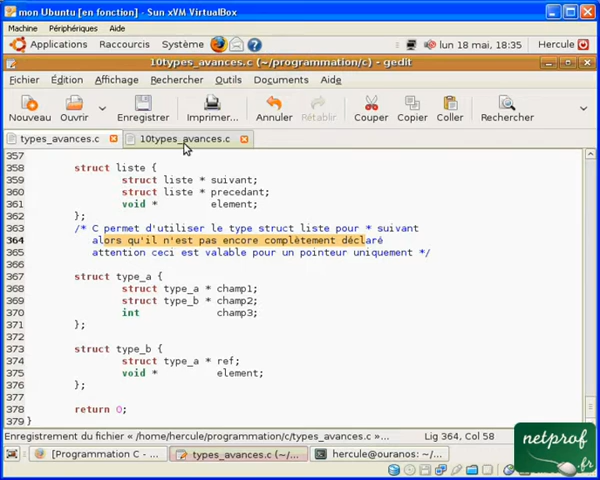 mon Ubuntu [en fonction] - Sun xVM VirtualBox
Machine Périphériques Aide
Applications Raccourcis Système lun 18 mai, 18:35 Hercule
10types_avances.c (~/programmation/c) - gedit
Fichier Édition Affichage Rechercher Outils Documents Aide
Nouveau Ouvrir Enregistrer Imprimer... Annuler Rétablir Couper Copier Coller Rechercher
types_avances.c 10types_avances.c
357
358 struct liste {
359 struct liste * suivant;
360 struct liste * precedant;
361 void * element;
362 };
363 /* C permet d'utiliser le type struct liste pour * suivant
364 alors qu'il n'est pas encore complètement déclaré
365 attention ceci est valable pour un pointeur uniquement */
366
367 struct type_a {
368 struct type_a * champ1;
369 struct type_b * champ2;
370 int champ3;
371 };
372
373 struct type_b {
374 struct type_a * ref;
375 void * element;
376 };
377
378 return 0;
379 }
Enregistrement du fichier « /home/hercule/programmation/c/types_avances.c »... Lig 364, Col 58
[Programmation C - ... types_avances.c (~/... hercule@ouranos: ~/...
netprof
.fr